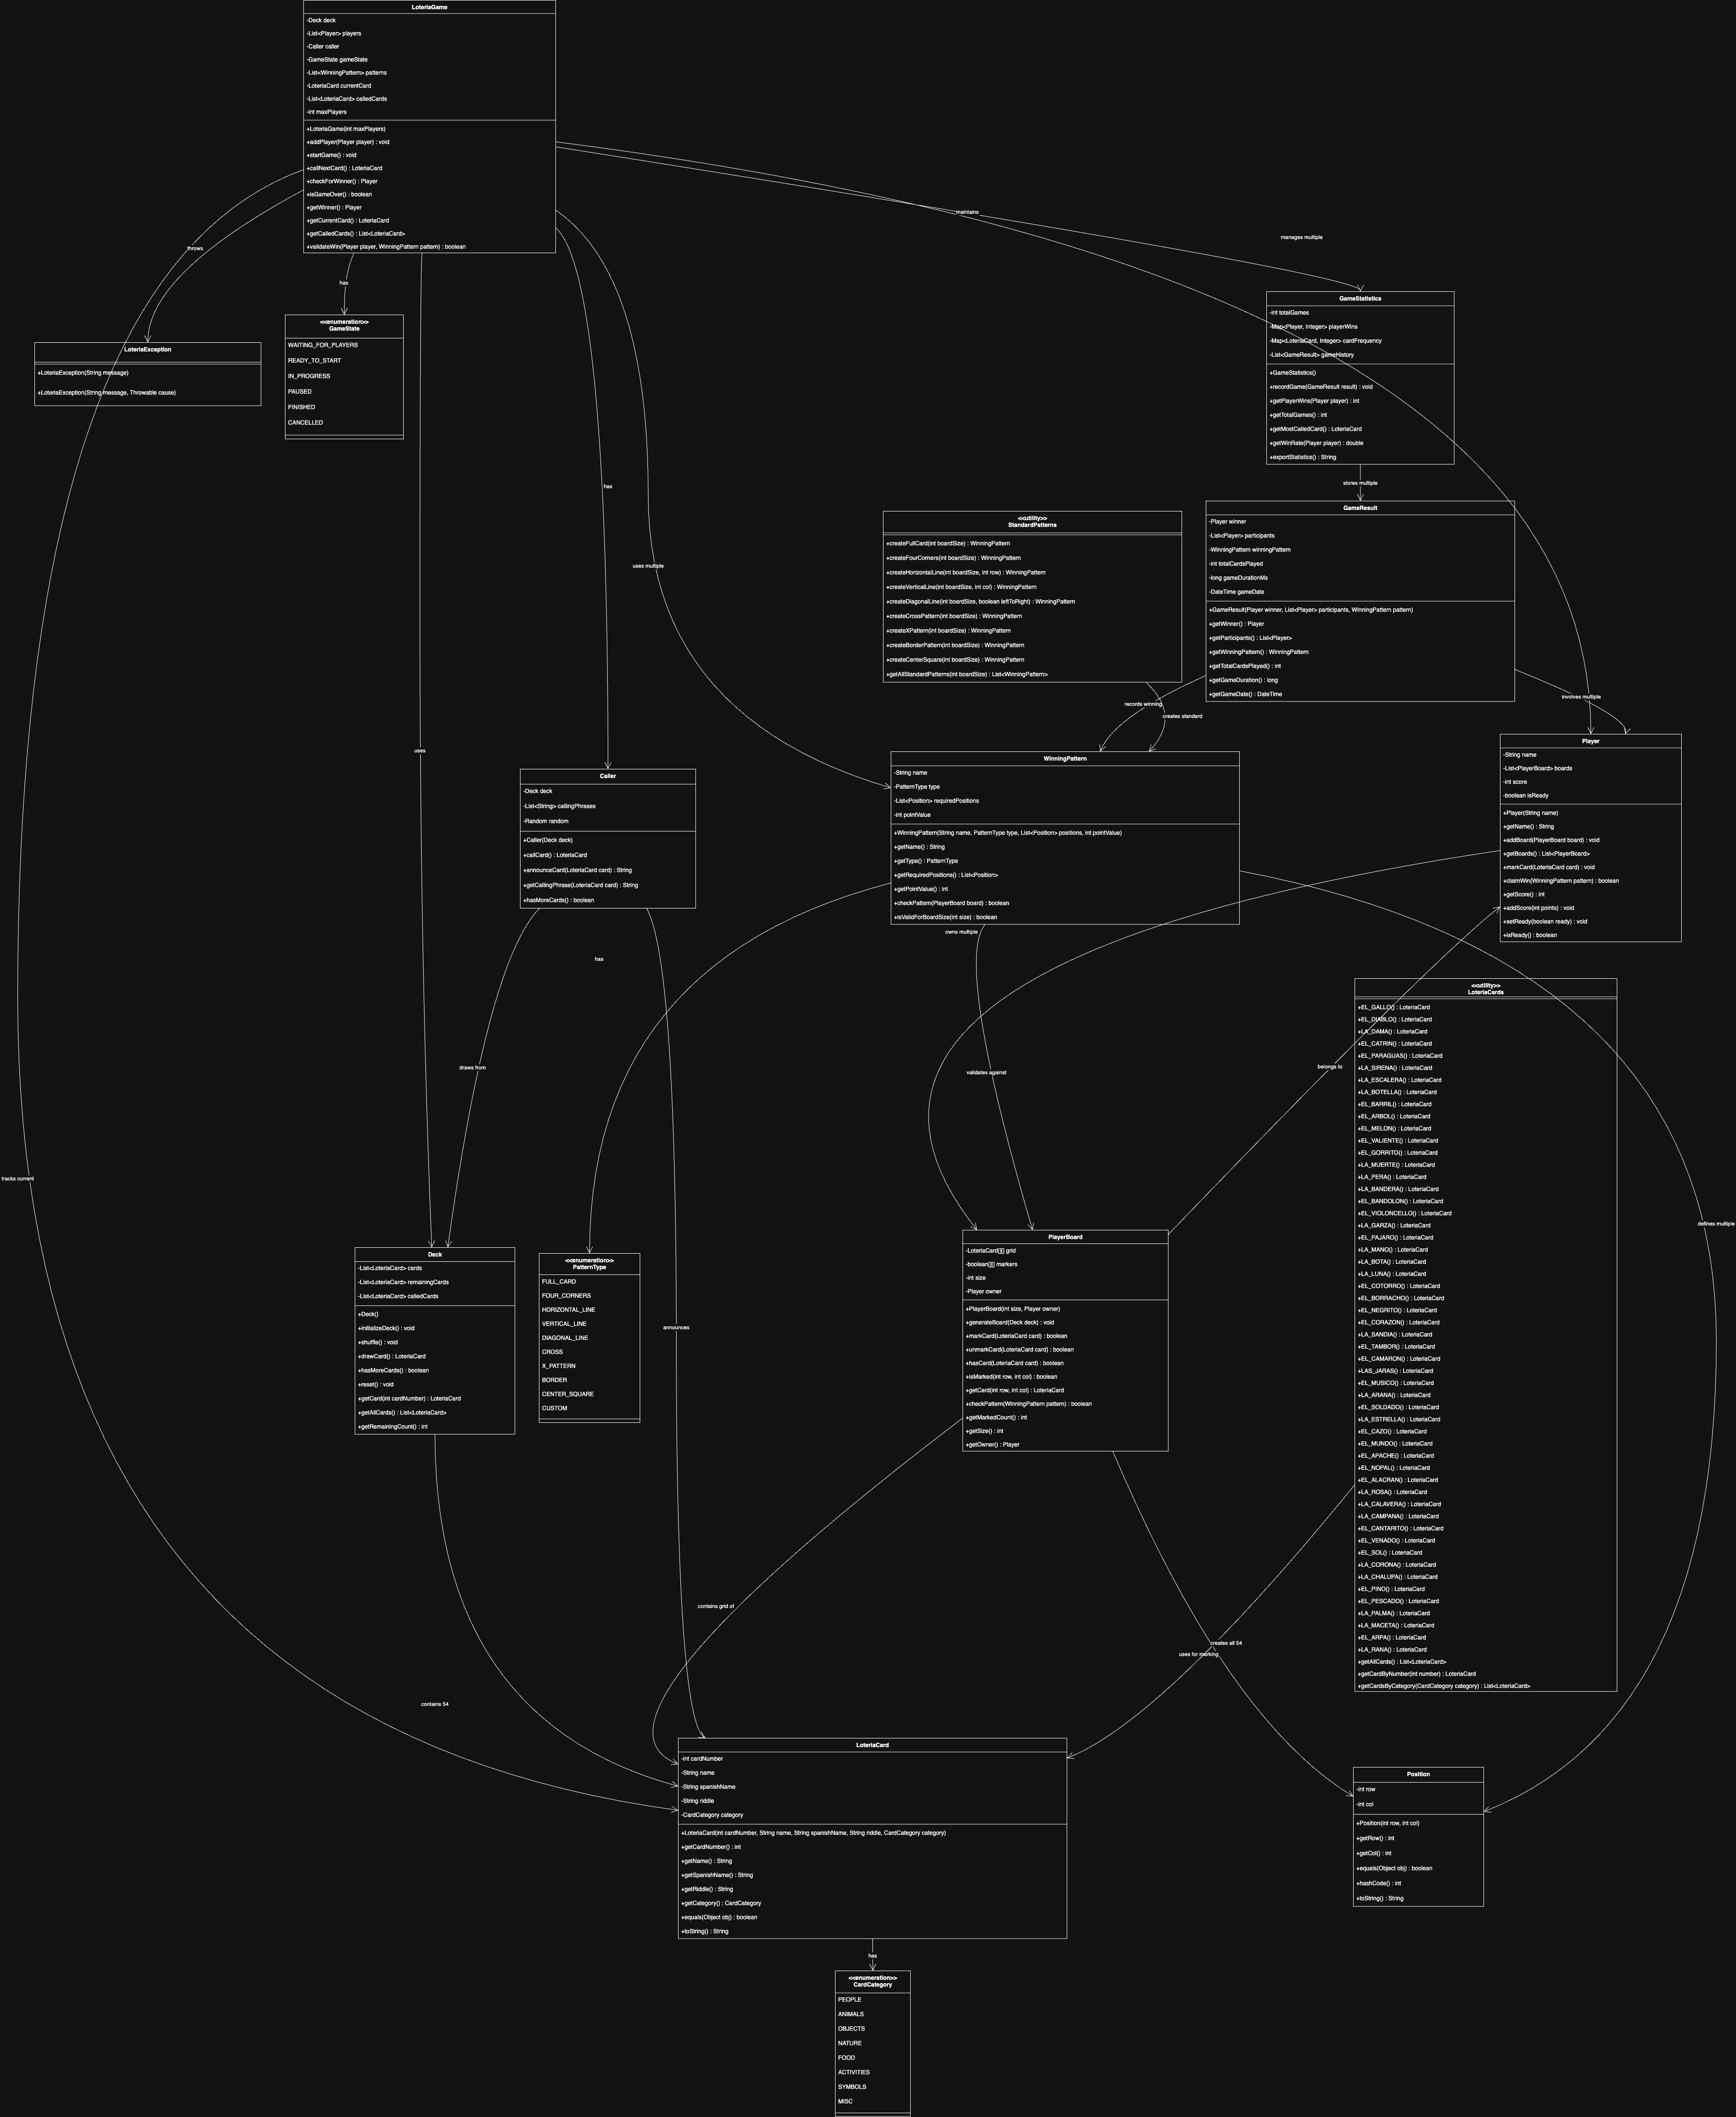 LoteriaGame
-Deck deck
-List<Player> players
-Caller caller
-GameState gameState
-List<WinningPattern> patterns
-LoteriaCard currentCard
-List<LoteriaCard> calledCards
-int maxPlayers
+LoteriaGame(int maxPlayers)
+addPlayer(Player player) : void
+startGame() : void
+callNextCard() : LoteriaCard
+checkForWinner() : Player
+isGameOver() : boolean
+getWinner() : Player
+getCurrentCard() : LoteriaCard
+getCalledCards() : List<LoteriaCard>
+validateWin(Player player, WinningPattern pattern) : boolean
maintains
manages multiple
throws
has
LoteriaException
+LoteriaException(String message)
+LoteriaException(String message, Throwable cause)
<<enumeration>>
GameState
WAITING_FOR_PLAYERS
READY_TO_START
IN_PROGRESS
PAUSED
FINISHED
CANCELLED
GameStatistics
-int totalGames
-Map<Player, Integer> playerWins
-Map<LoteriaCard, Integer> cardFrequency
-List<GameResult> gameHistory
+GameStatistics()
+recordGame(GameResult result) : void
+getPlayerWins(Player player) : int
+getTotalGames() : int
+getMostCalledCard() : LoteriaCard
+getWinRate(Player player) : double
+exportStatistics() : String
stores multiple
has
uses multiple
<<utility>>
StandardPatterns
+createFullCard(int boardSize) : WinningPattern
+createFourCorners(int boardSize) : WinningPattern
+createHorizontalLine(int boardSize, int row) : WinningPattern
+createVerticalLine(int boardSize, int col) : WinningPattern
+createDiagonalLine(int boardSize, boolean leftToRight) : WinningPattern
+createCrossPattern(int boardSize) : WinningPattern
+createXPattern(int boardSize) : WinningPattern
+createBorderPattern(int boardSize) : WinningPattern
+createCenterSquare(int boardSize) : WinningPattern
+getAllStandardPatterns(int boardSize) : List<WinningPattern>
GameResult
-Player winner
-List<Player> participants
-WinningPattern winningPattern
-int totalCardsPlayed
-long gameDurationMs
-DateTime gameDate
+GameResult(Player winner, List<Player> participants, WinningPattern pattern)
+getWinner() : Player
+getParticipants() : List<Player>
+getWinningPattern() : WinningPattern
+getTotalCardsPlayed() : int
+getGameDuration() : long
+getGameDate() : DateTime
records winning
creates standard
involves multiple
uses
Caller
-Deck deck
-List<String> callingPhrases
-Random random
+Caller(Deck deck)
+callCard() : LoteriaCard
+announceCard(LoteriaCard card) : String
+getCallingPhrase(LoteriaCard card) : String
+hasMoreCards() : boolean
WinningPattern
-String name
-PatternType type
-List<Position> requiredPositions
-int pointValue
+WinningPattern(String name, PatternType type, List<Position> positions, int pointValue)
+getName() : String
+getType() : PatternType
+getRequiredPositions() : List<Position>
+getPointValue() : int
+checkPattern(PlayerBoard board) : boolean
+isValidForBoardSize(int size) : boolean
Player
-String name
-List<PlayerBoard> boards
-int score
-boolean isReady
+Player(String name)
+getName() : String
+addBoard(PlayerBoard board) : void
+getBoards() : List<PlayerBoard>
+markCard(LoteriaCard card) : void
+claimWin(WinningPattern pattern) : boolean
+getScore() : int
+addScore(int points) : void
+setReady(boolean ready) : void
+isReady() : boolean
owns multiple
has
draws from
validates against
belongs to
tracks current
defines multiple
<<utility>>
LoteriaCards
+EL_GALLO() : LoteriaCard
+EL_DIABLO() : LoteriaCard
+LA_DAMA() : LoteriaCard
+EL_CATRIN() : LoteriaCard
+EL_PARAGUAS() : LoteriaCard
+LA_SIRENA() : LoteriaCard
+LA_ESCALERA() : LoteriaCard
+LA_BOTELLA() : LoteriaCard
+EL_BARRIL() : LoteriaCard
+EL_ARBOL() : LoteriaCard
+EL_MELON() : LoteriaCard
+EL_VALIENTE() : LoteriaCard
+EL_GORRITO() : LoteriaCard
+LA_MUERTE() : LoteriaCard
+LA_PERA() : LoteriaCard
+LA_BANDERA() : LoteriaCard
+EL_BANDOLON() : LoteriaCard
+EL_VIOLONCELLO() : LoteriaCard
+LA_GARZA() : LoteriaCard
+EL_PAJARO() : LoteriaCard
+LA_MANO() : LoteriaCard
+LA_BOTA() : LoteriaCard
+LA_LUNA() : LoteriaCard
+EL_COTORRO() : LoteriaCard
+EL_BORRACHO() : LoteriaCard
+EL_NEGRITO() : LoteriaCard
+EL_CORAZON() : LoteriaCard
+LA_SANDIA() : LoteriaCard
+EL_TAMBOR() : LoteriaCard
+EL_CAMARON() : LoteriaCard
+LAS_JARAS() : LoteriaCard
+EL_MUSICO() : LoteriaCard
+LA_ARANA() : LoteriaCard
+EL_SOLDADO() : LoteriaCard
+LA_ESTRELLA() : LoteriaCard
+EL_CAZO() : LoteriaCard
+EL_MUNDO() : LoteriaCard
+EL_APACHE() : LoteriaCard
+EL_NOPAL() : LoteriaCard
+EL_ALACRAN() : LoteriaCard
+LA_ROSA() : LoteriaCard
+LA_CALAVERA() : LoteriaCard
+LA_CAMPANA() : LoteriaCard
+EL_CANTARITO() : LoteriaCard
+EL_VENADO() : LoteriaCard
+EL_SOL() : LoteriaCard
+LA_CORONA() : LoteriaCard
+LA_CHALUPA() : LoteriaCard
+EL_PINO() : LoteriaCard
+EL_PESCADO() : LoteriaCard
+LA_PALMA() : LoteriaCard
+LA_MACETA() : LoteriaCard
+EL_ARPA() : LoteriaCard
+LA_RANA() : LoteriaCard
+getAllCards() : List<LoteriaCard>
+getCardByNumber(int number) : LoteriaCard
+getCardsByCategory(CardCategory category) : List<LoteriaCard>
Deck
-List<LoteriaCard> cards
-List<LoteriaCard> remainingCards
-List<LoteriaCard> calledCards
+Deck()
+initializeDeck() : void
+shuffle() : void
+drawCard() : LoteriaCard
+hasMoreCards() : boolean
+reset() : void
+getCard(int cardNumber) : LoteriaCard
+getAllCards() : List<LoteriaCard>
+getRemainingCount() : int
<<enumeration>>
PatternType
FULL_CARD
FOUR_CORNERS
HORIZONTAL_LINE
VERTICAL_LINE
DIAGONAL_LINE
CROSS
X_PATTERN
BORDER
CENTER_SQUARE
CUSTOM
announces
PlayerBoard
-LoteriaCard[][] grid
-boolean[][] markers
-int size
-Player owner
+PlayerBoard(int size, Player owner)
+generateBoard(Deck deck) : void
+markCard(LoteriaCard card) : boolean
+unmarkCard(LoteriaCard card) : boolean
+hasCard(LoteriaCard card) : boolean
+isMarked(int row, int col) : boolean
+getCard(int row, int col) : LoteriaCard
+checkPattern(WinningPattern pattern) : boolean
+getMarkedCount() : int
+getSize() : int
+getOwner() : Player
contains grid of
creates all 54
uses for marking
contains 54
LoteriaCard
-int cardNumber
-String name
-String spanishName
-String riddle
-CardCategory category
+LoteriaCard(int cardNumber, String name, String spanishName, String riddle, CardCategory category)
+getCardNumber() : int
+getName() : String
+getSpanishName() : String
+getRiddle() : String
+getCategory() : CardCategory
+equals(Object obj) : boolean
+toString() : String
Position
-int row
-int col
+Position(int row, int col)
+getRow() : int
+getCol() : int
+equals(Object obj) : boolean
+hashCode() : int
+toString() : String
has
<<enumeration>>
CardCategory
PEOPLE
ANIMALS
OBJECTS
NATURE
FOOD
ACTIVITIES
SYMBOLS
MISC